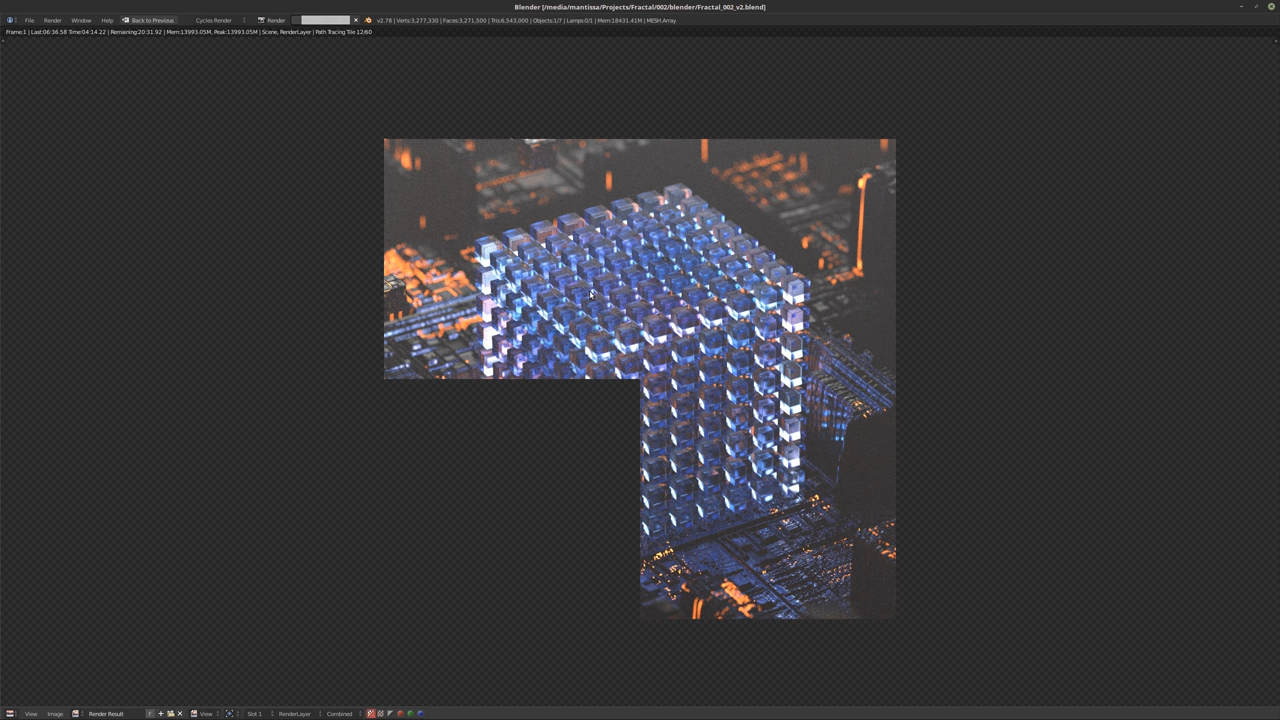 Blender [/media/mantissa/Projects/Fractal/002/blender/Fractal_002_v2.blend]
File Render Window Help Back to Previous Cycles Render Render v2.78 | Verts:3,277,330 | Faces:3,271,500 | Tris:6,543,000 | Objects:1/7 | Lamps:0/1 | Mem:18431.41M | MESH.Array
Frame:1 | Last:06:36.58 Time:04:14.22 | Remaining:20:31.92 | Mem:13993.05M, Peak:13993.05M | Scene, RenderLayer | Path Tracing Tile 12/60
View Image Render Result F View Slot 1 RenderLayer Combined